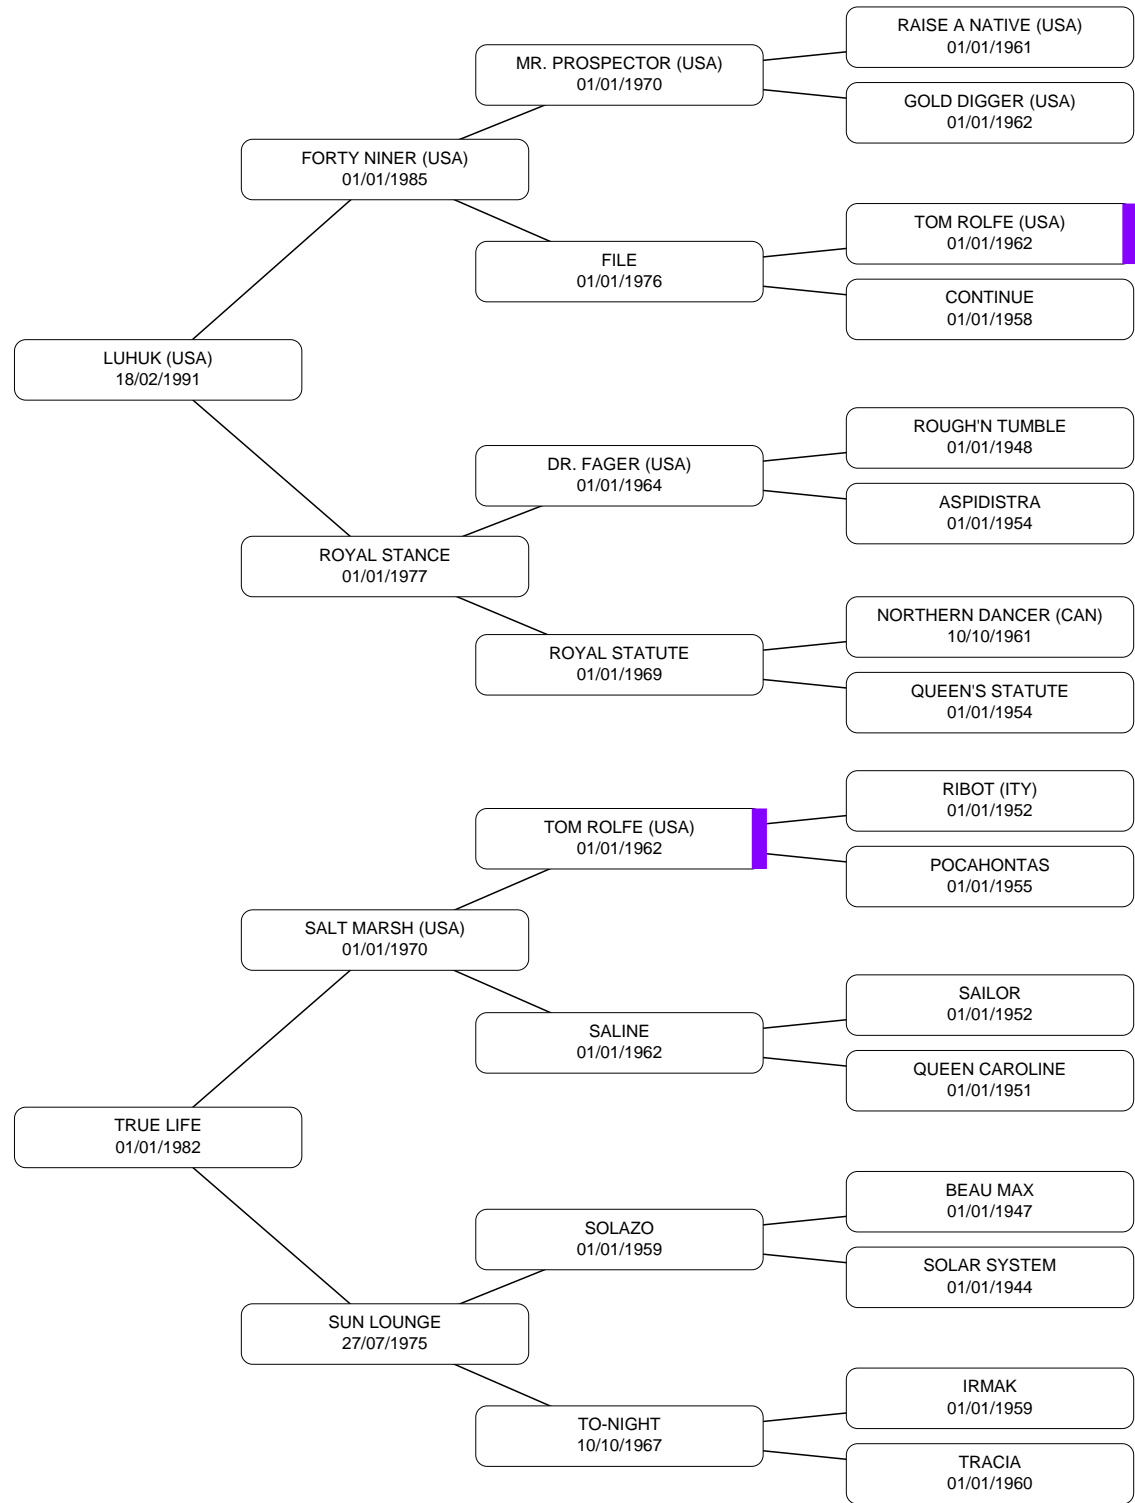 RAISE A NATIVE (USA)
01/01/1961
MR. PROSPECTOR (USA)
01/01/1970
GOLD DIGGER (USA)
01/01/1962
FORTY NINER (USA)
01/01/1985
TOM ROLFE (USA)
01/01/1962
FILE
01/01/1976
CONTINUE
01/01/1958
LUHUK (USA)
18/02/1991
ROUGH'N TUMBLE
01/01/1948
DR. FAGER (USA)
01/01/1964
ASPIDISTRA
01/01/1954
ROYAL STANCE
01/01/1977
NORTHERN DANCER (CAN)
10/10/1961
ROYAL STATUTE
01/01/1969
QUEEN'S STATUTE
01/01/1954
RIBOT (ITY)
01/01/1952
TOM ROLFE (USA)
01/01/1962
POCAHONTAS
01/01/1955
SALT MARSH (USA)
01/01/1970
SAILOR
01/01/1952
SALINE
01/01/1962
QUEEN CAROLINE
01/01/1951
TRUE LIFE
01/01/1982
BEAU MAX
01/01/1947
SOLAZO
01/01/1959
SOLAR SYSTEM
01/01/1944
SUN LOUNGE
27/07/1975
IRMAK
01/01/1959
TO-NIGHT
10/10/1967
TRACIA
01/01/1960